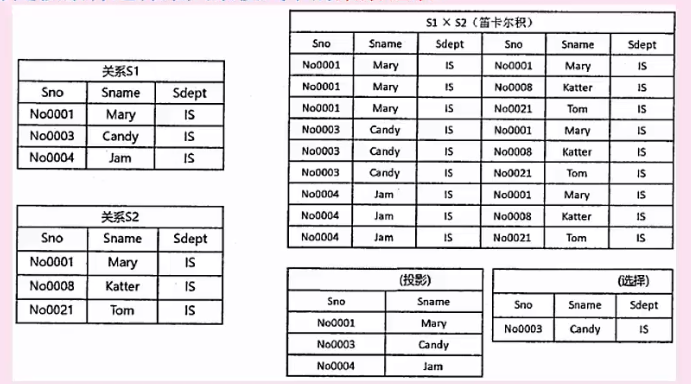 关系S1
Sno Sname Sdept
No0001 Mary IS
No0003 Candy IS
No0004 Jam IS
关系S2
Sno Sname Sdept
No0001 Mary IS
No0008 Katter IS
No0021 Tom IS
S1 × S2（笛卡尔积）
Sno Sname Sdept Sno Sname Sdept
No0001 Mary IS No0001 Mary IS
No0001 Mary IS No0008 Katter IS
No0001 Mary IS No0021 Tom IS
No0003 Candy IS No0001 Mary IS
No0003 Candy IS No0008 Katter IS
No0003 Candy IS No0021 Tom IS
No0004 Jam IS No0001 Mary IS
No0004 Jam IS No0008 Katter IS
No0004 Jam IS No0021 Tom IS
(投影)
Sno Sname
No0001 Mary
No0003 Candy
No0004 Jam
(选择)
Sno Sname Sdept
No0003 Candy IS